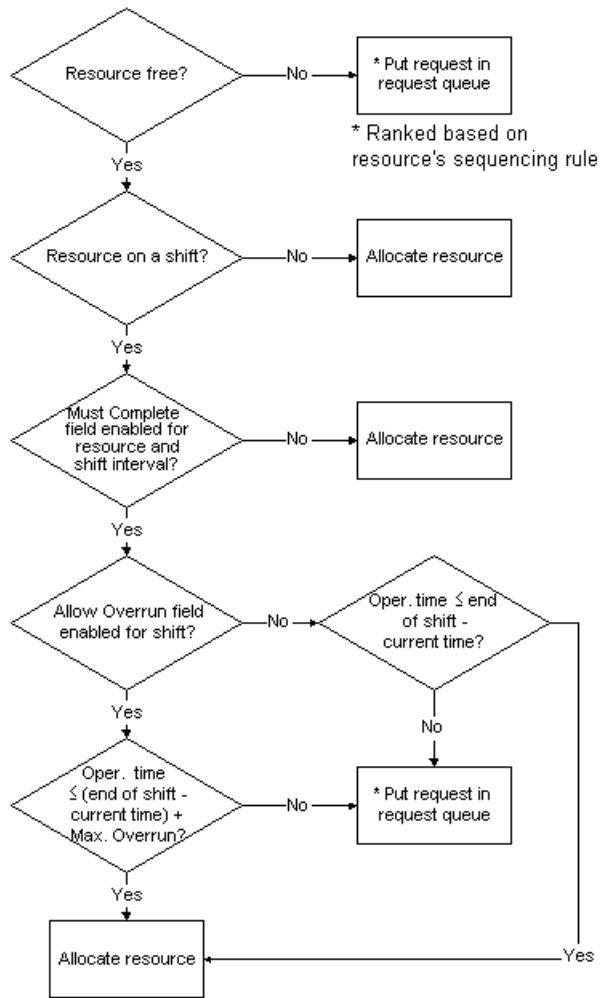 Resource free?
No
* Put request in
request queue
* Ranked based on
resource's sequencing rule
Yes
Resource on a shift?
No
Allocate resource
Yes
Must Complete
field enabled for
resource and
shift interval?
No
Allocate resource
Yes
Allow Overrun field
enabled for shift?
No
Oper. time ≤ end
of shift -
current time?
Yes
No
Oper. time
≤ (end of shift -
current time) +
Max. Overrun?
No
* Put request in
request queue
Yes
Allocate resource
Yes